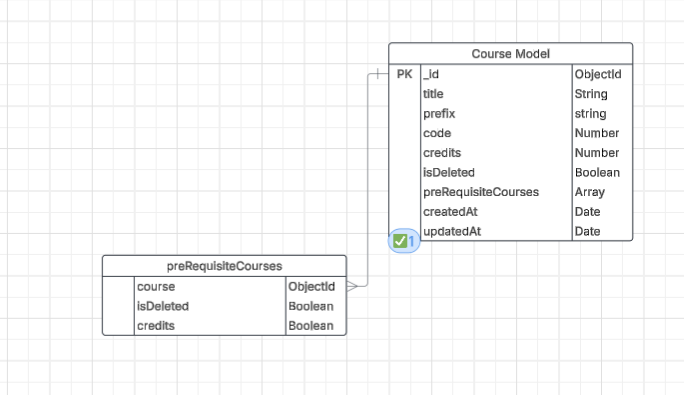 Course Model
PK _id ObjectId
title String
prefix string
code Number
credits Number
isDeleted Boolean
preRequisiteCourses Array
createdAt Date
updatedAt Date
✅1
preRequisiteCourses
course ObjectId
isDeleted Boolean
credits Boolean